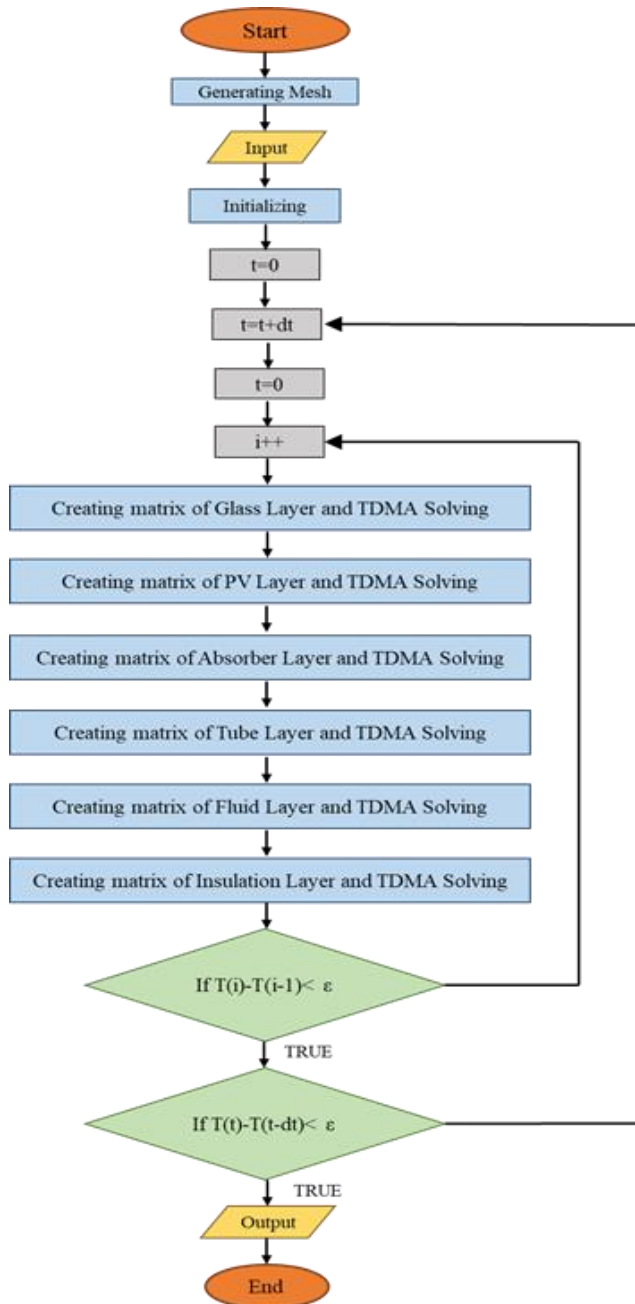 Start
Generating Mesh
Input
Initializing
t=0
t=t+dt
t=0
i++
Creating matrix of Glass Layer and TDMA Solving
Creating matrix of PV Layer and TDMA Solving
Creating matrix of Absorber Layer and TDMA Solving
Creating matrix of Tube Layer and TDMA Solving
Creating matrix of Fluid Layer and TDMA Solving
Creating matrix of Insulation Layer and TDMA Solving
If T(i)-T(i-1)< ε
TRUE
If T(t)-T(t-dt)< ε
TRUE
Output
End